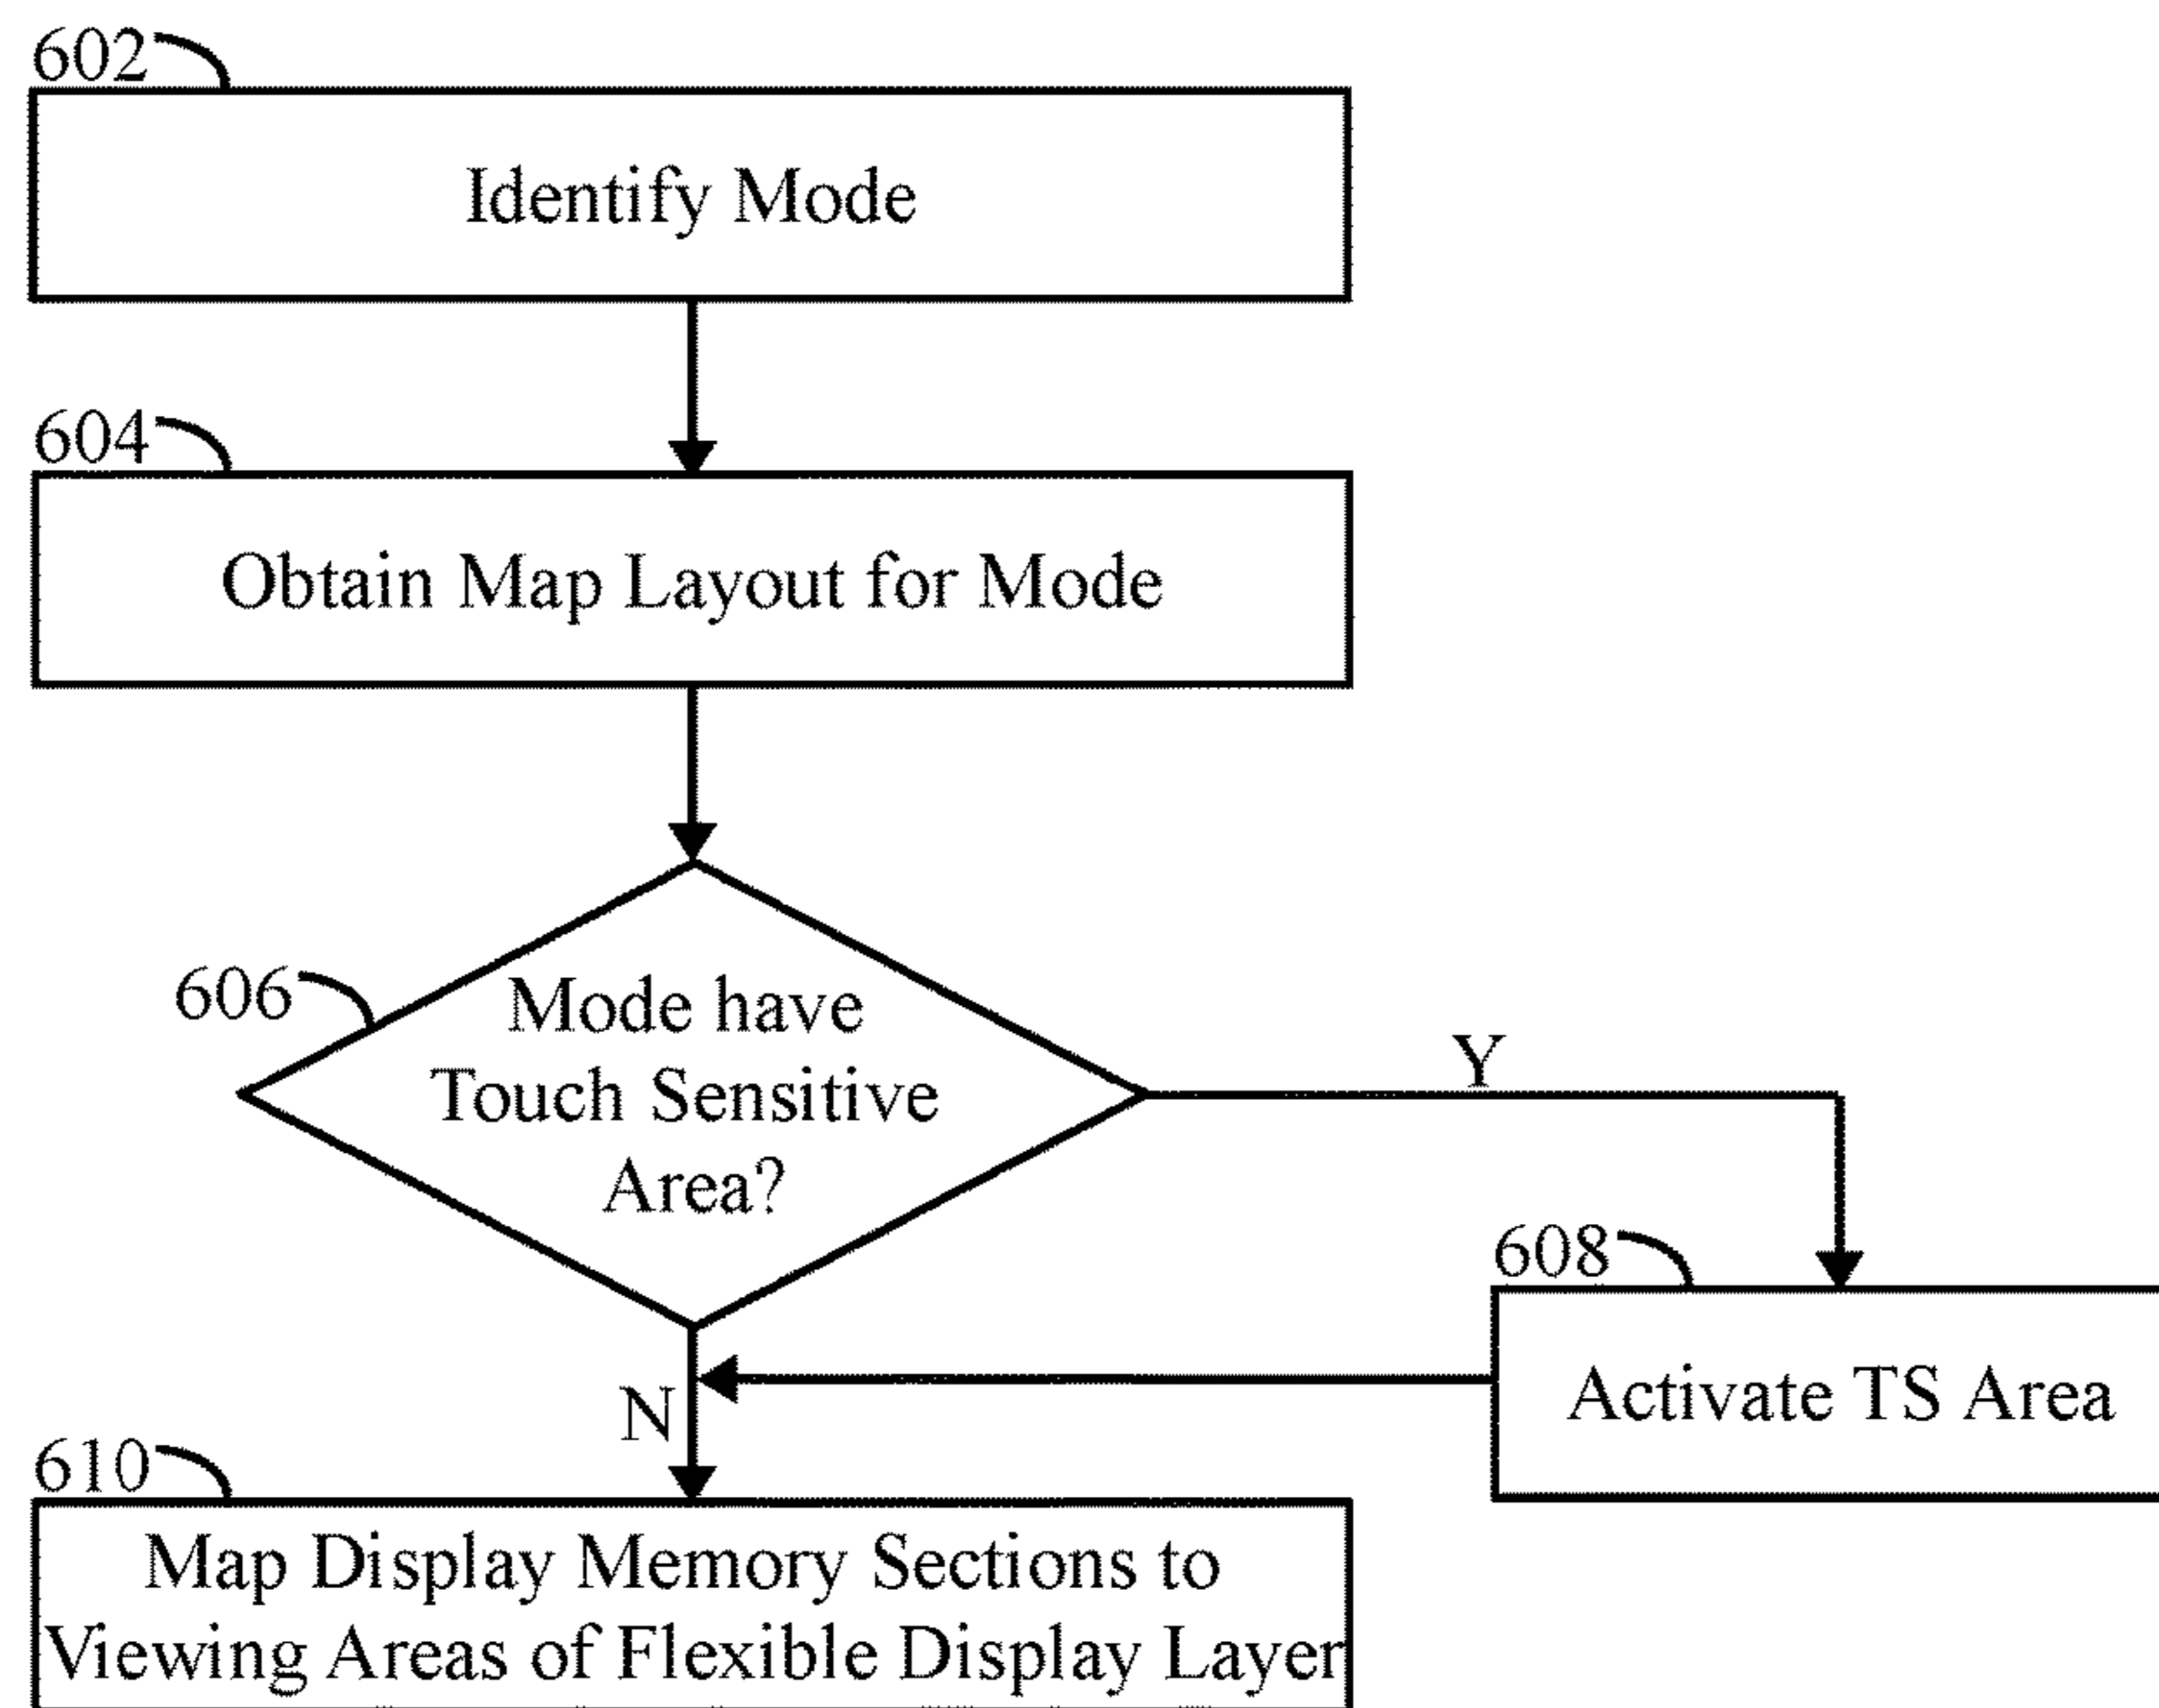 602
Identify Mode
604
Obtain Map Layout for Mode
606
Mode have
Touch Sensitive
Area?
Y
608
Activate TS Area
N
610
Map Display Memory Sections to
Viewing Areas of Flexible Display Layer